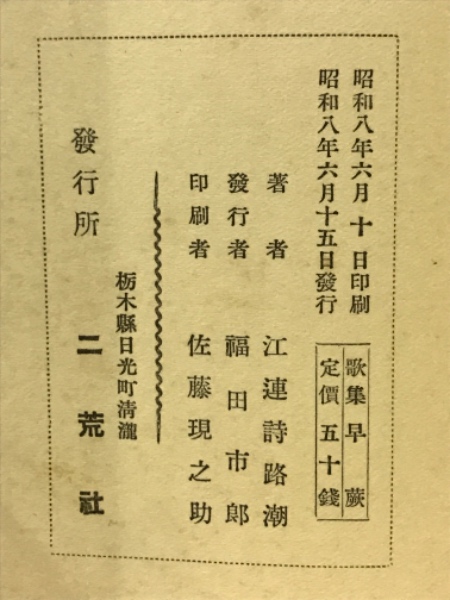 昭和八年六月十日印刷
昭和八年六月十五日發行
歌集早蕨
定價五十錢
著者 江連詩路潮
發行者 福田市郎
印刷者 佐藤現之助
栃木縣日光町清瀧
發行所 二荒社